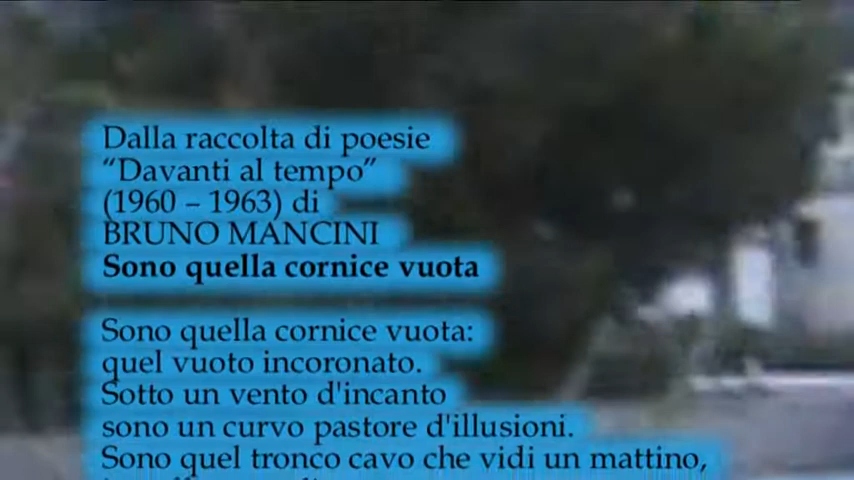 Dalla raccolta di poesie
“Davanti al tempo”
(1960 – 1963) di
BRUNO MANCINI
Sono quella cornice vuota
Sono quella cornice vuota:
quel vuoto incoronato.
Sotto un vento d'incanto
sono un curvo pastore d'illusioni.
Sono quel tronco cavo che vidi un mattino,